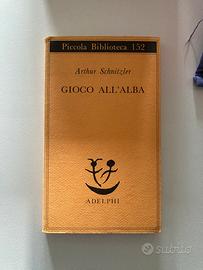 Piccola Biblioteca 152
Arthur Schnitzler
GIOCO ALL'ALBA
ADELPHI
subito